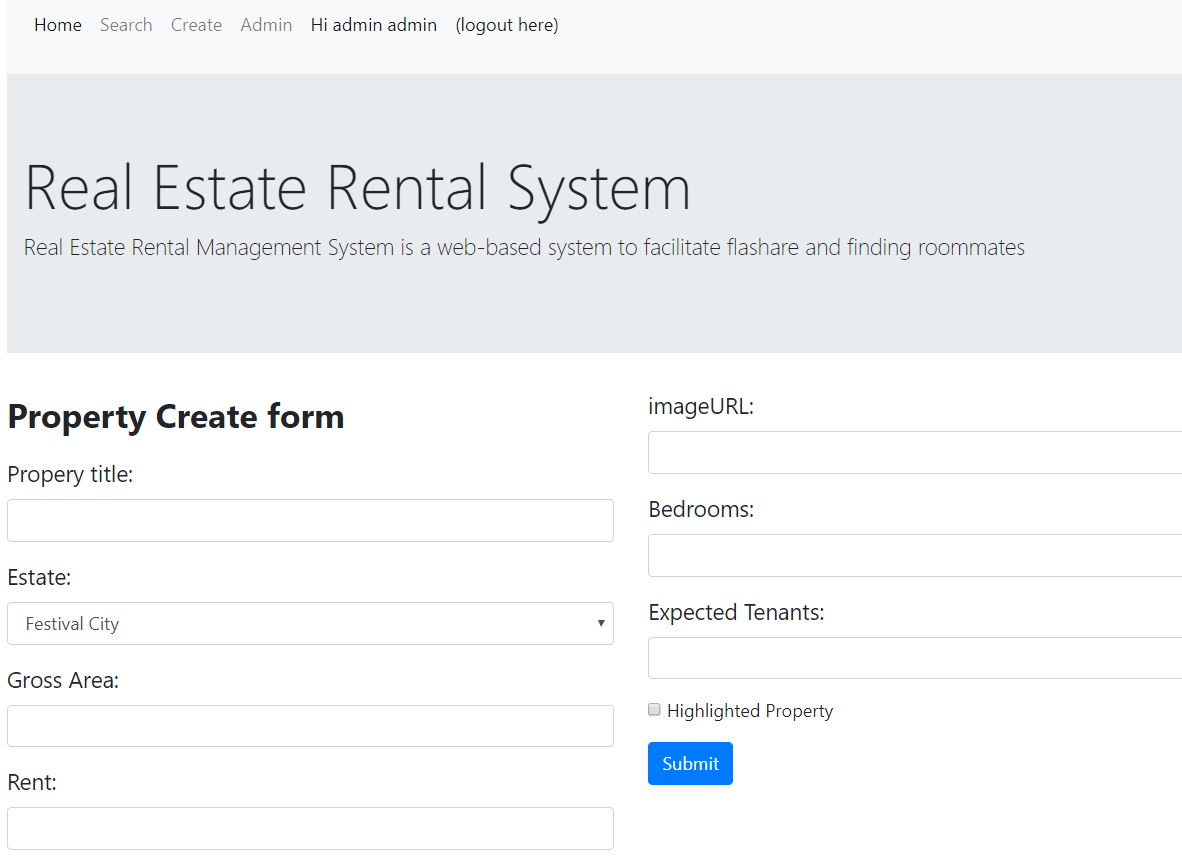 Home Search Create Admin Hi admin admin (logout here)
Real Estate Rental System
Real Estate Rental Management System is a web-based system to facilitate flashare and finding roommates
Property Create form
Propery title:
Estate:
Festival City
Gross Area:
Rent:
imageURL:
Bedrooms:
Expected Tenants:
Highlighted Property
Submit